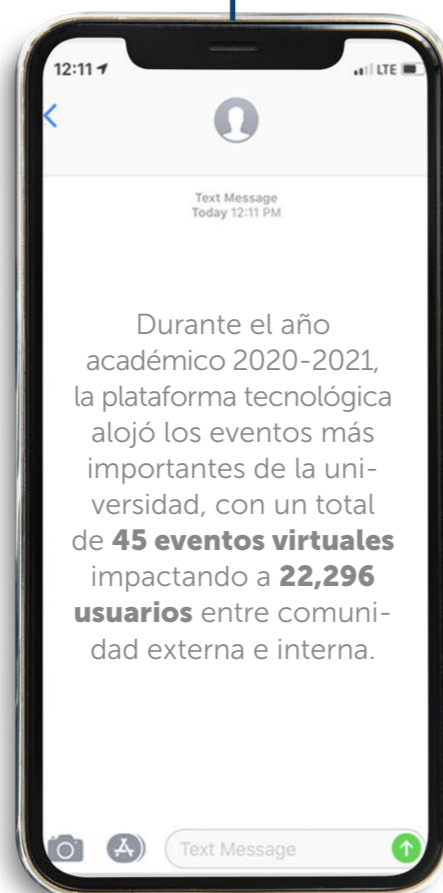 12:11
LTE
Text Message
Today 12:11 PM
Durante el año
académico 2020-2021,
la plataforma tecnológica
alojó los eventos más
importantes de la uni-
versidad, con un total
de 45 eventos virtuales
impactando a 22,296
usuarios entre comuni-
dad externa e interna.
Text Message